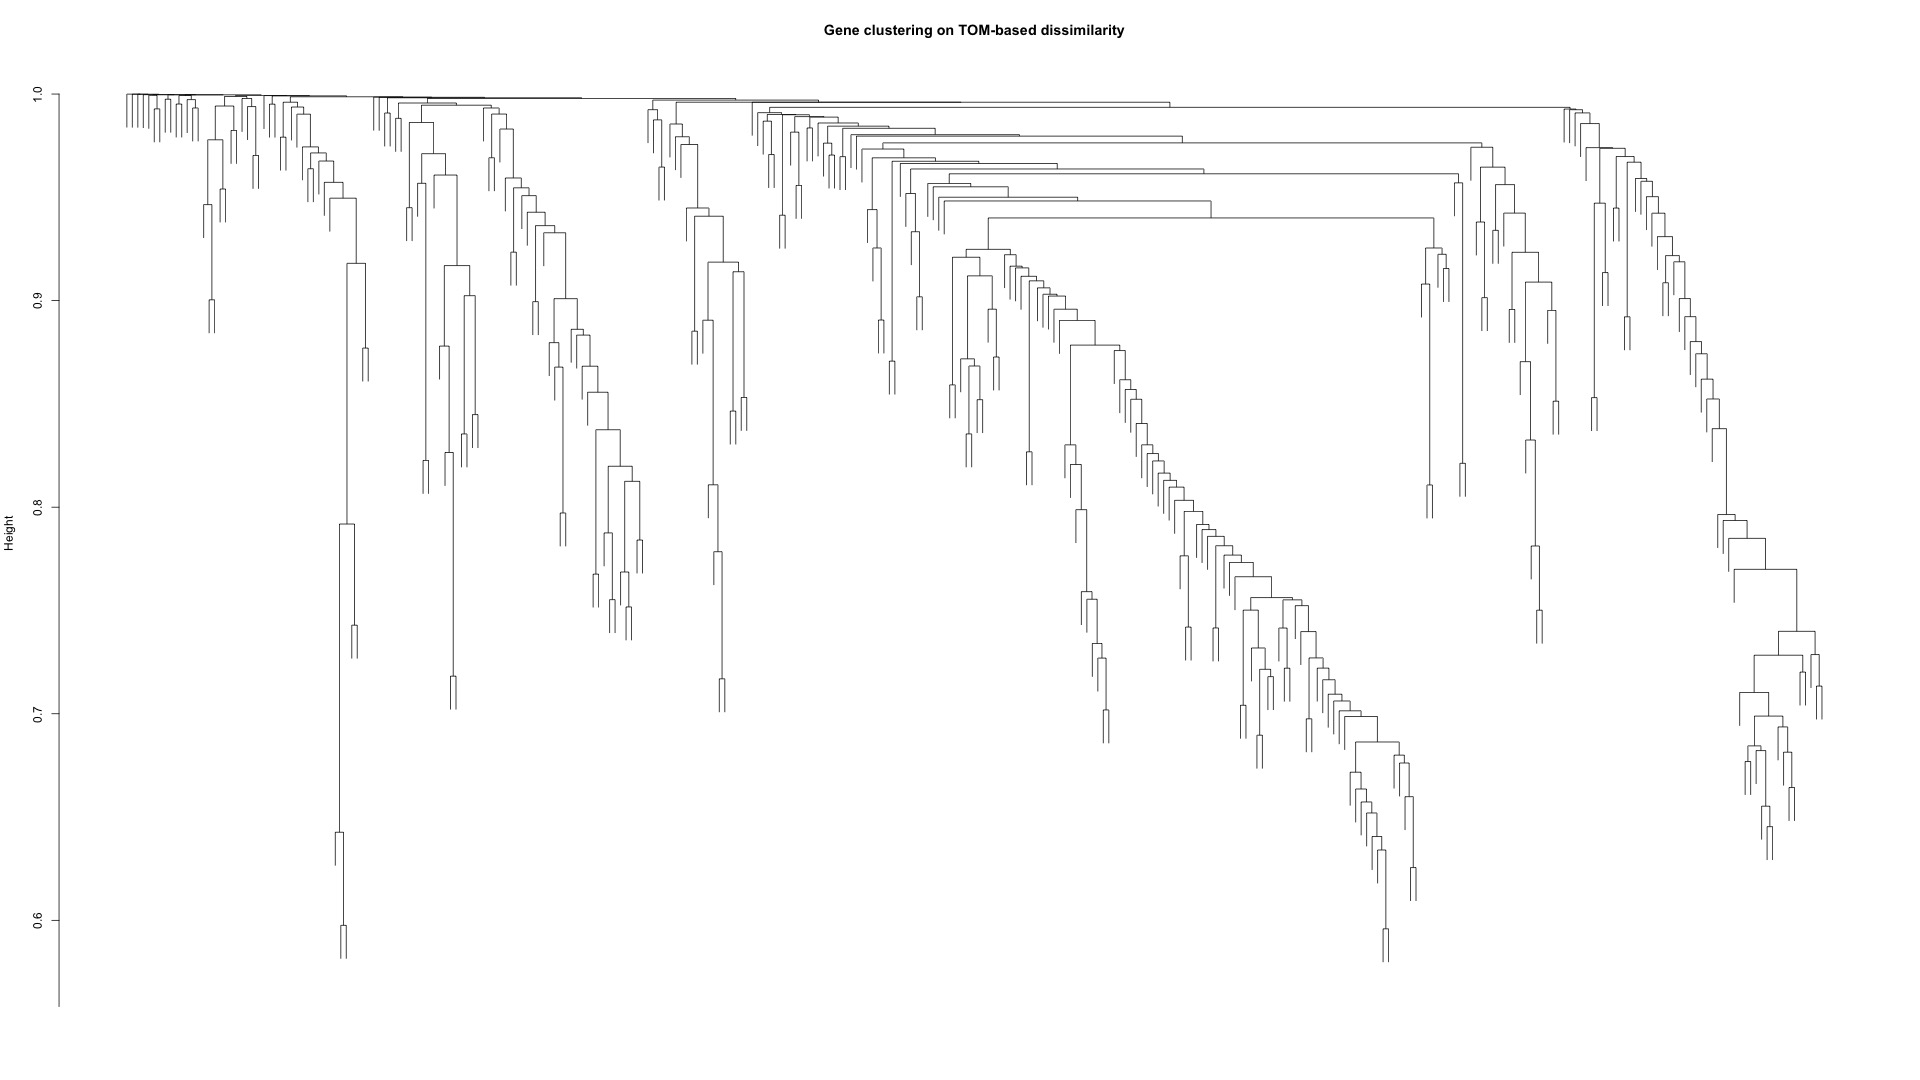 Gene clustering on TOM-based dissimilarity
1.0
0.9
0.8
Height
0.7
0.6